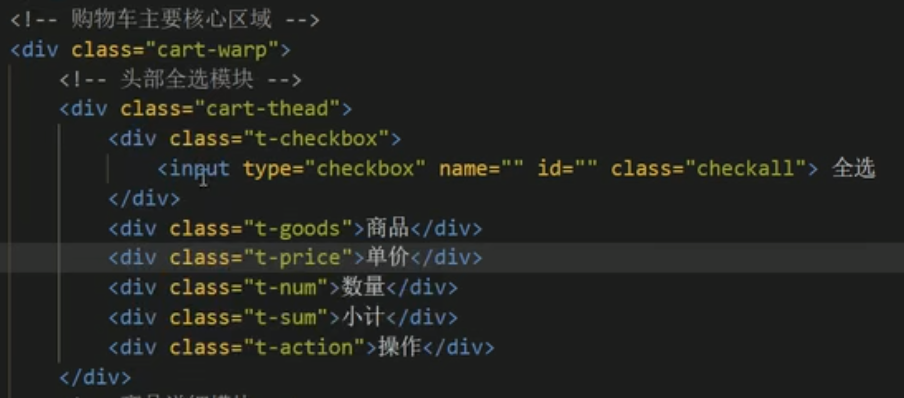 <!-- 购物车主要核心区域 -->
<div class="cart-warp">
<!-- 头部全选模块 -->
<div class="cart-thead">
<div class="t-checkbox">
<input type="checkbox" name="" id="" class="checkall"> 全选
</div>
<div class="t-goods">商品</div>
<div class="t-price">单价</div>
<div class="t-num">数量</div>
<div class="t-sum">小计</div>
<div class="t-action">操作</div>
</div>